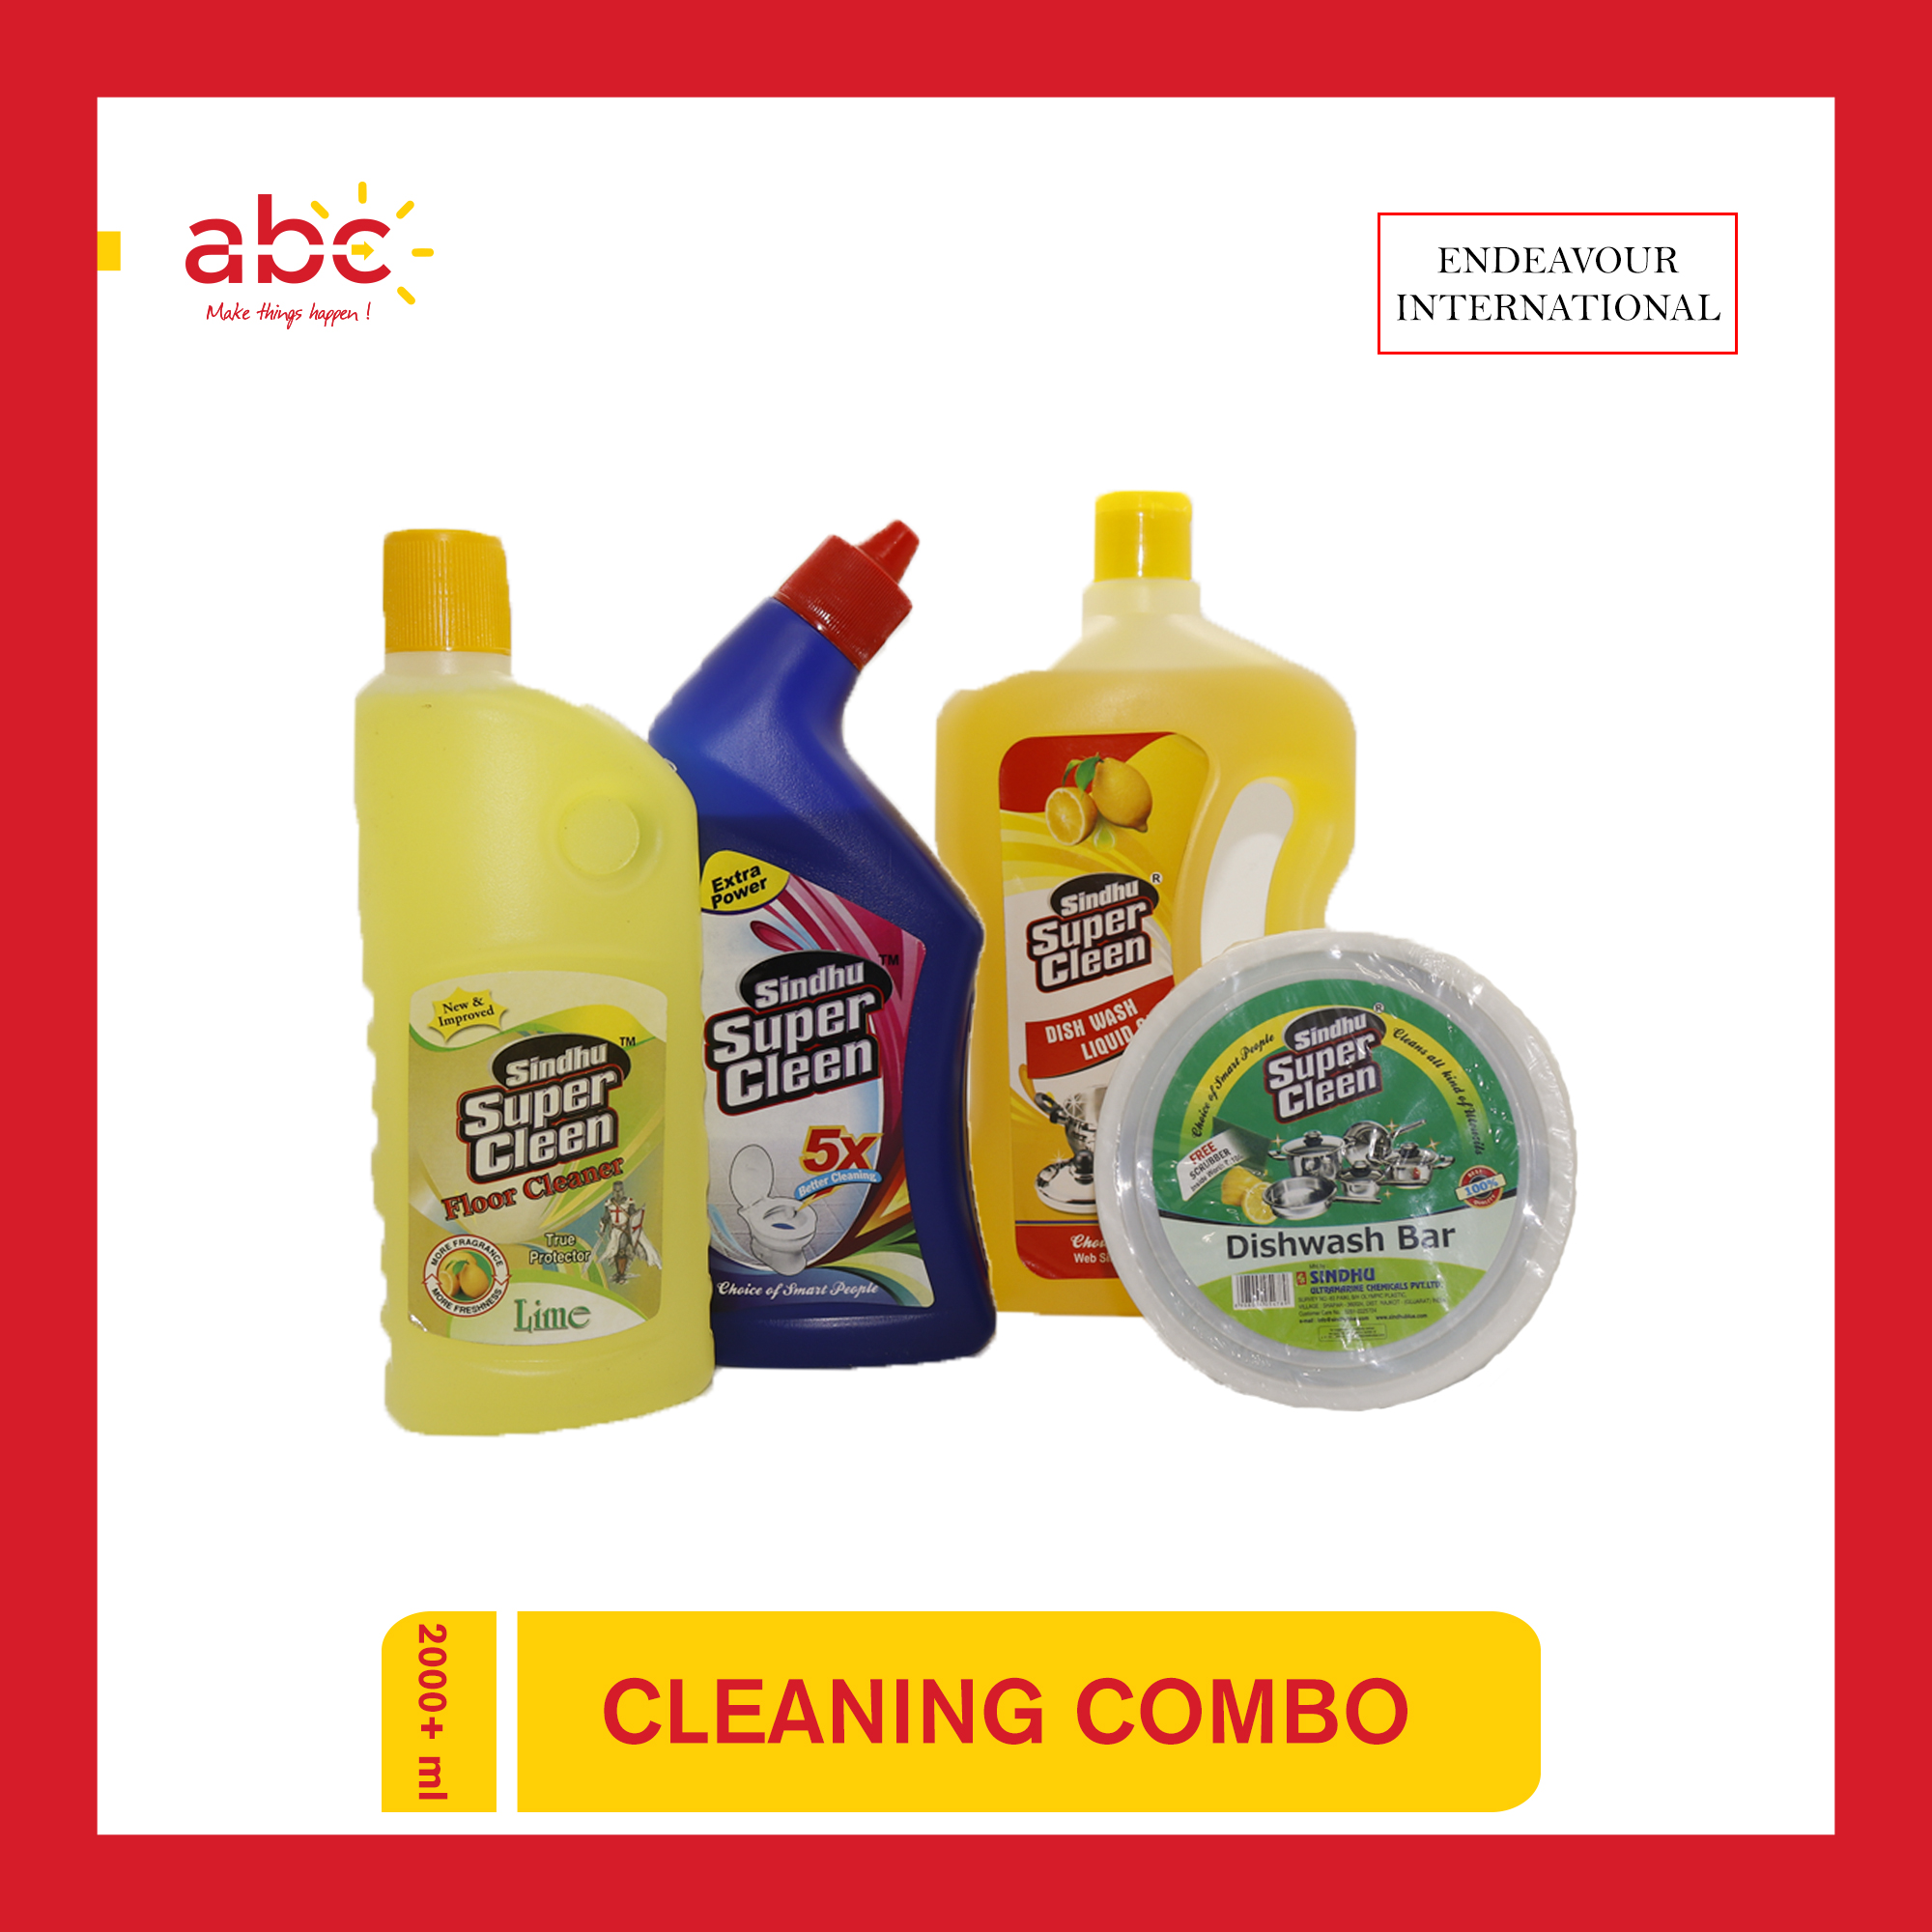 abc
Make things happen !
ENDEAVOUR
INTERNATIONAL
New &
Improved
Sindhu
TM
Super
Cleen
Floor Cleaner
True
Protector
MORE FRAGRANCE
MORE FRESHNESS
Lime
Extra
Power
Sindhu
TM
Super
Cleen
5x
Better Cleaning
Choice of Smart People
Sindhu
R
Super
Cleen
DISH WASH
LIQUID
Choice of Smart People
Sindhu
R
Super
Cleen
Cleans all kind of Utensils
FREE
SCRUBBER
100%
Dishwash Bar
SINDHU
ULTRAMARINE CHEMICALS PVT.LTD.
2000+ ml
CLEANING COMBO